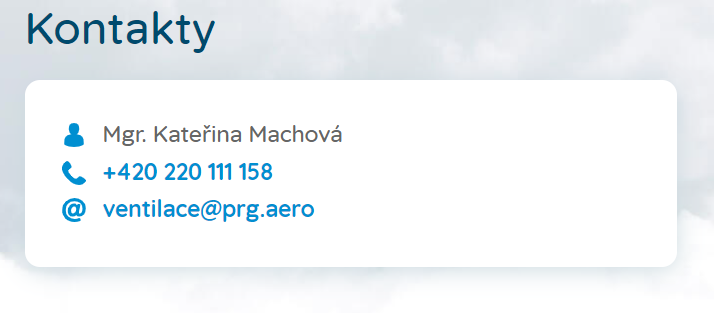 Kontakty
Mgr. Kateřina Machová
+420 220 111 158
ventilace@prg.aero